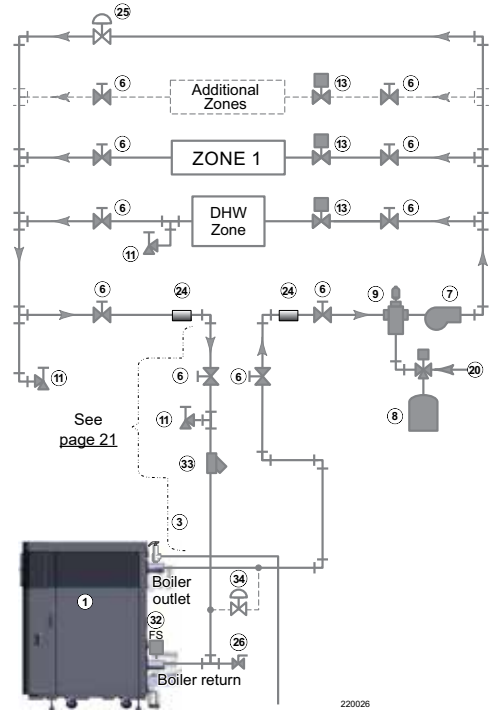 25
6 Additional Zones 13 6
6 ZONE 1 13 6
6 DHW Zone 13 6
11
6 24 24 6 9 7
11 6 6 20
See page 21 11 8
33
3
34
Boiler outlet
1
32
FS 26
Boiler return
220026